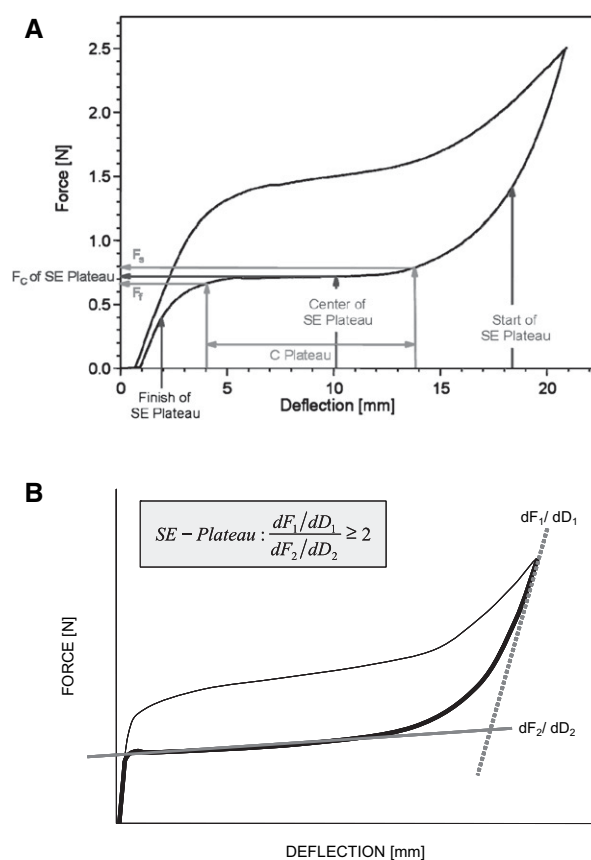 A
2.5
2.0
1.5
1.0
0.5
0.0
Force [N]
Fs
FC of SE Plateau
Ff
Center of
SE Plateau
Start of
SE Plateau
C Plateau
0
5
10
15
20
Deflection [mm]
Finish of
SE Plateau
B
SE – Plateau : dF1/dD1
dF2/dD2
≥ 2
dF1/ dD1
FORCE [N]
dF2/ dD2
DEFLECTION [mm]